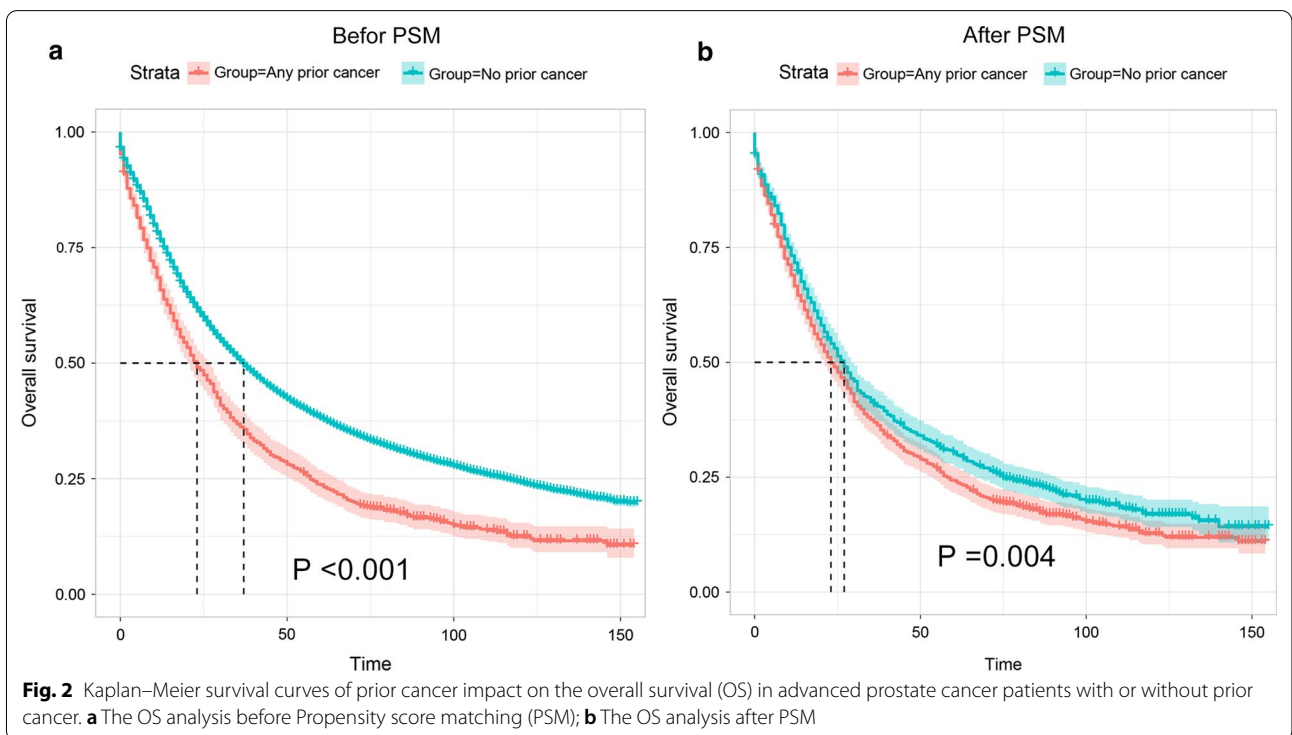 a
Befor PSM
Strata Group=Any prior cancer Group=No prior cancer
1.00
0.75
0.50
0.25
0.00
Overall survival
P <0.001
0 50 100 150
Time
b
After PSM
Strata Group=Any prior cancer Group=No prior cancer
1.00
0.75
0.50
0.25
0.00
Overall survival
P =0.004
0 50 100 150
Time
Fig. 2 Kaplan–Meier survival curves of prior cancer impact on the overall survival (OS) in advanced prostate cancer patients with or without prior
cancer. a The OS analysis before Propensity score matching (PSM); b The OS analysis after PSM